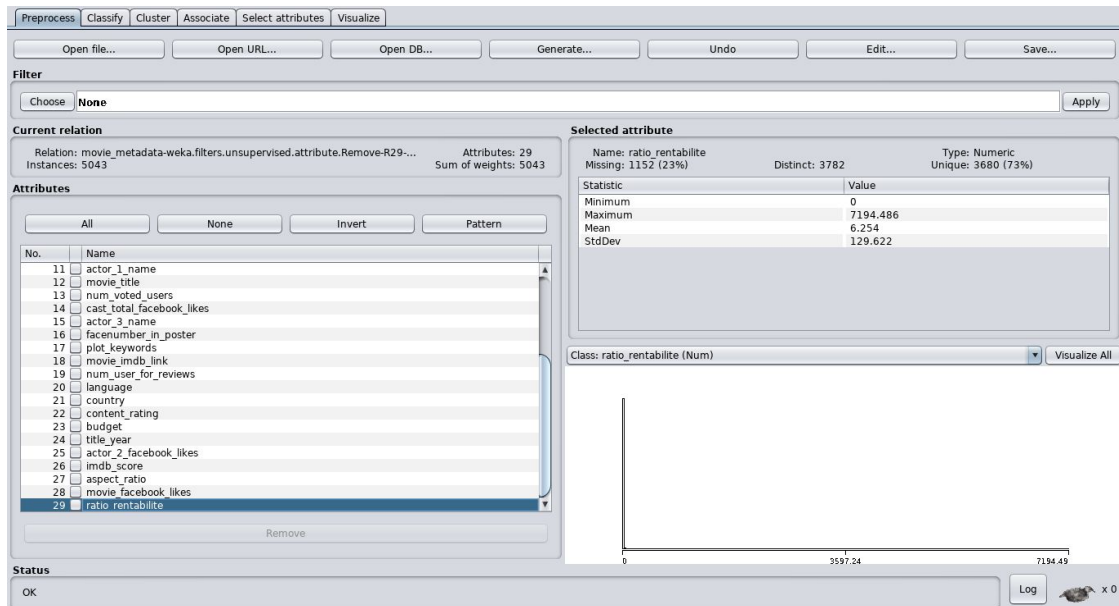 Preprocess Classify Cluster Associate Select attributes Visualize
Open file... Open URL... Open DB... Generate... Undo Edit... Save...
Filter
Choose None Apply
Current relation
Relation: movie_metadata-weka.filters.unsupervised.attribute.Remove-R29-... Attributes: 29
Instances: 5043 Sum of weights: 5043
Attributes
All None Invert Pattern
No. Name
11 actor_1_name
12 movie_title
13 num_voted_users
14 cast_total_facebook_likes
15 actor_3_name
16 facenumber_in_poster
17 plot_keywords
18 movie_imdb_link
19 num_user_for_reviews
20 language
21 country
22 content_rating
23 budget
24 title_year
25 actor_2_facebook_likes
26 imdb_score
27 aspect_ratio
28 movie_facebook_likes
29 ratio_rentabilite
Remove
Selected attribute
Name: ratio_rentabilite Type: Numeric
Missing: 1152 (23%) Distinct: 3782 Unique: 3680 (73%)
Statistic Value
Minimum 0
Maximum 7194.486
Mean 6.254
StdDev 129.622
Class: ratio_rentabilite (Num) Visualize All
0 3597.24 7194.49
Status
OK Log x 0